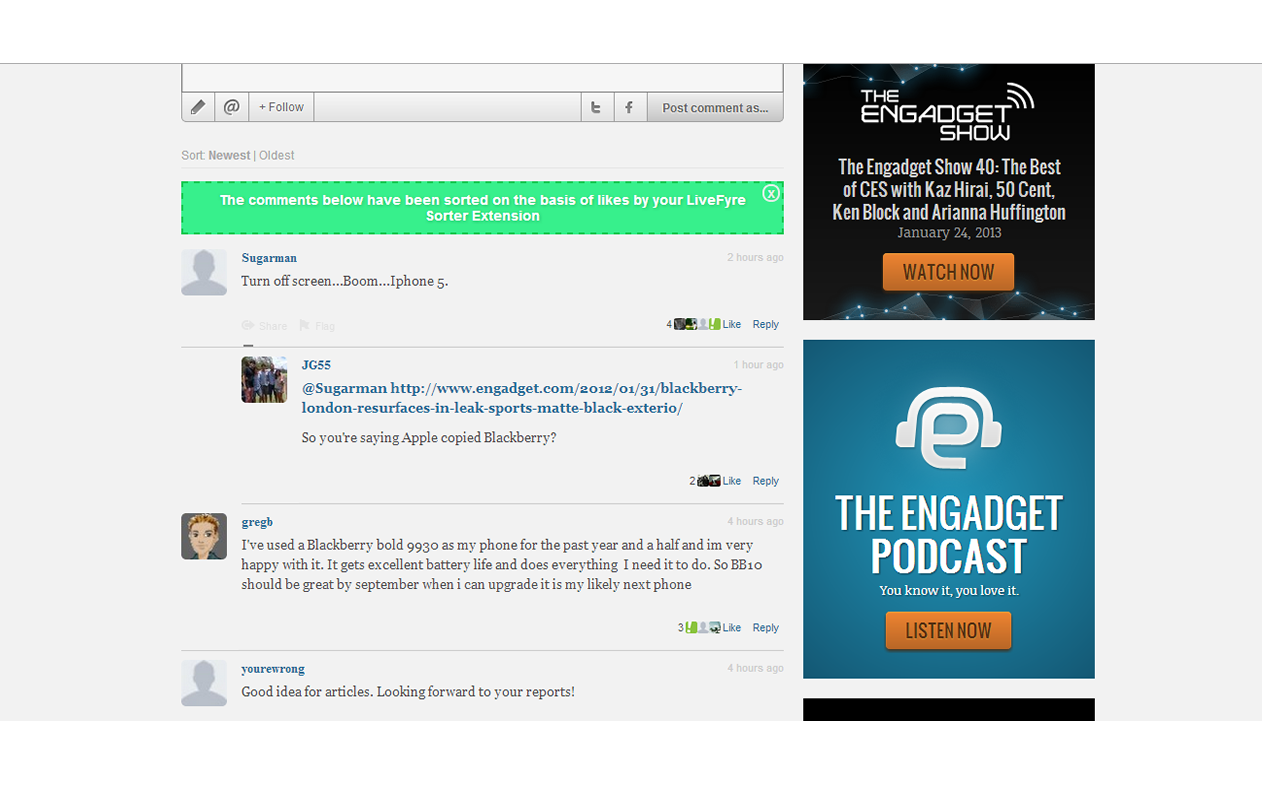 @
+ Follow
Post comment as...
Sort: Newest | Oldest
The comments below have been sorted on the basis of likes by your LiveFyre
Sorter Extension
X
Sugarman
2 hours ago
Turn off screen...Boom...Iphone 5.
Share Flag
4 Like Reply
JG55
1 hour ago
@Sugarman http://www.engadget.com/2012/01/31/blackberry-
london-resurfaces-in-leak-sports-matte-black-exterio/
So you're saying Apple copied Blackberry?
2 Like Reply
gregb
4 hours ago
I've used a Blackberry bold 9930 as my phone for the past year and a half and im very
happy with it. It gets excellent battery life and does everything I need it to do. So BB10
should be great by september when i can upgrade it is my likely next phone
3 Like Reply
yourewrong
4 hours ago
Good idea for articles. Looking forward to your reports!
THE
ENGADGET
SHOW
The Engadget Show 40: The Best
of CES with Kaz Hirai, 50 Cent,
Ken Block and Arianna Huffington
January 24, 2013
WATCH NOW
THE ENGADGET
PODCAST
You know it, you love it.
LISTEN NOW